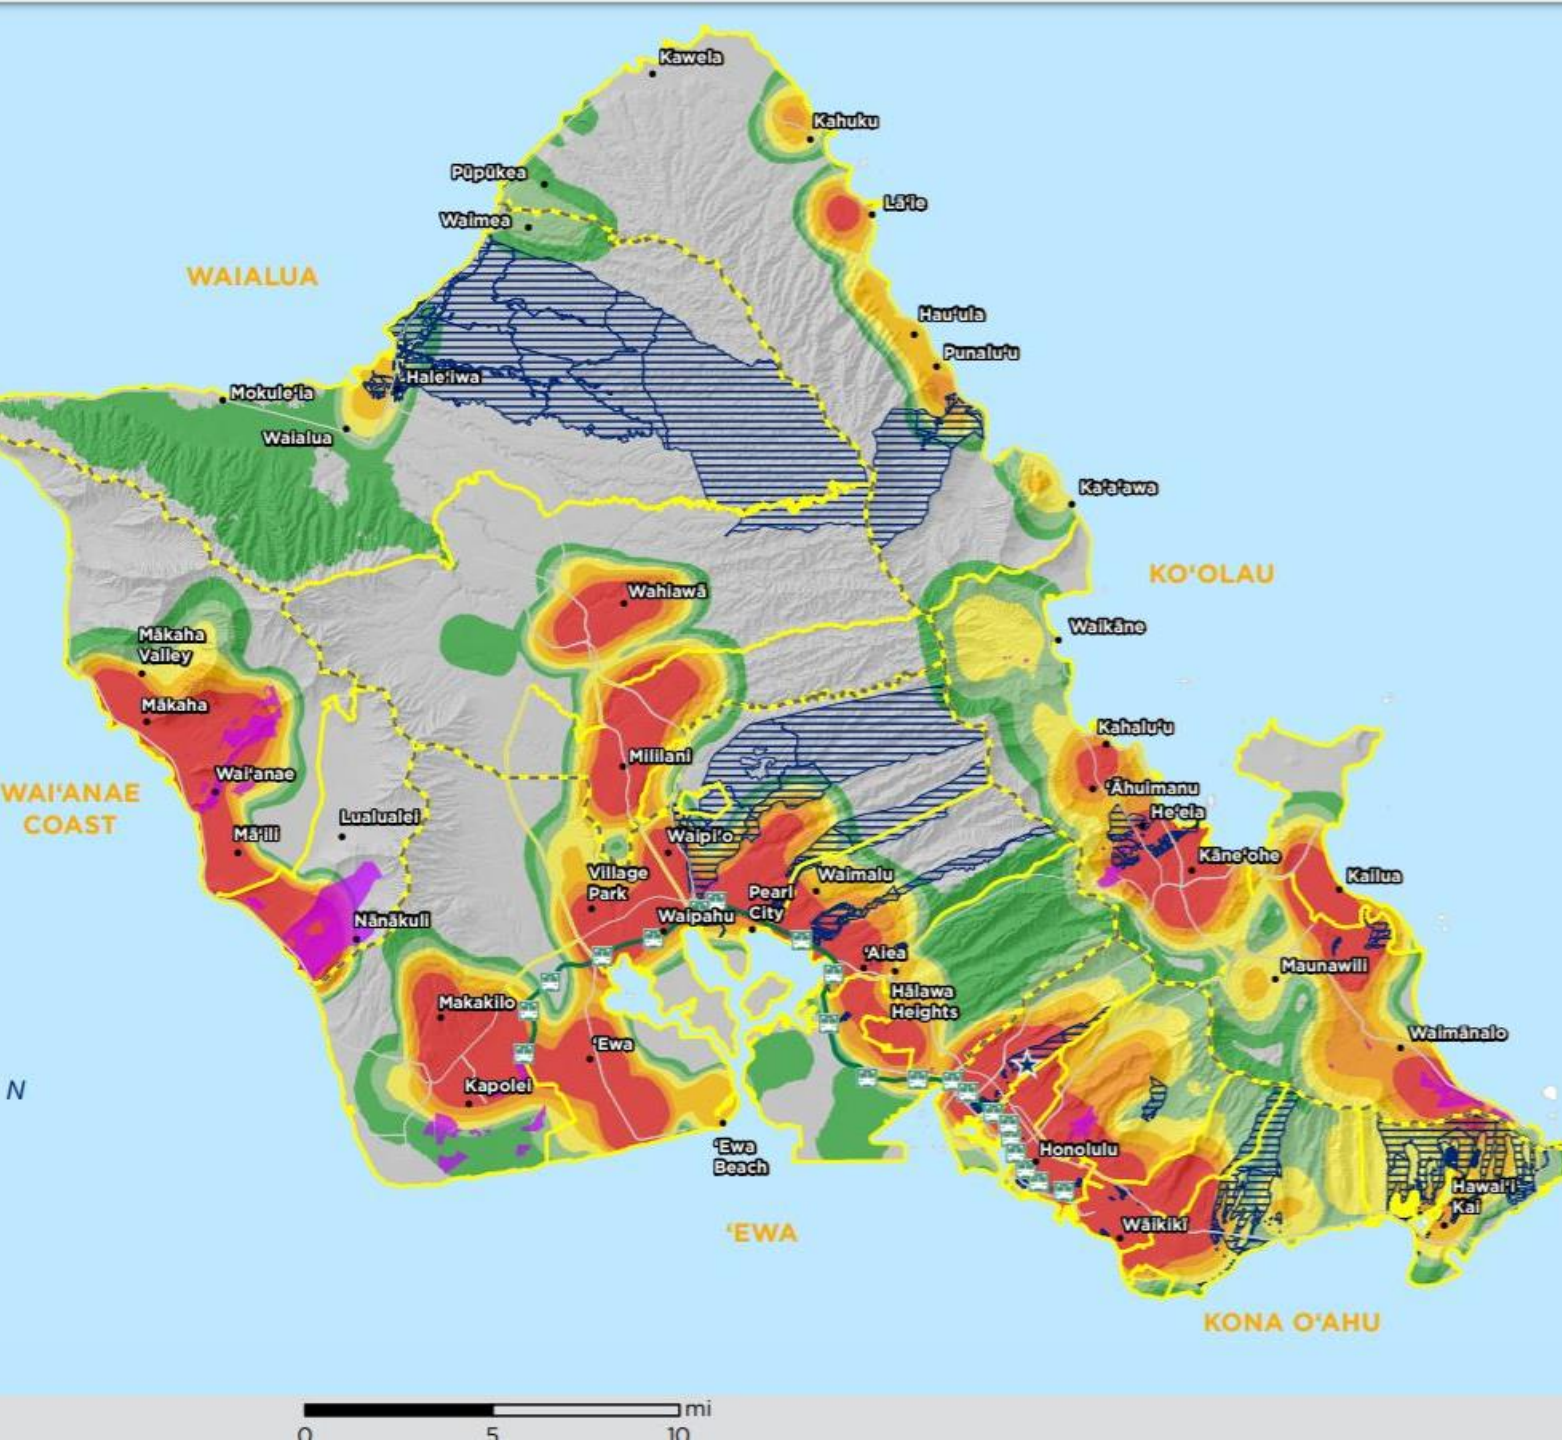 Kawela
Kahuku
Pūpūkea
Lā‘ie
Waimea
WAIALUA
Hau‘ula
Punalu‘u
Hale‘iwa
Mokulē‘ia
Waialua
Ka‘a‘awa
KO‘OLAU
Wahiawā
Waikāne
Mākaha
Valley
Mākaha
Kahalu‘u
Mililani
Wai‘anae
‘Āhuimanu
WAI‘ANAE
COAST
He‘eia
Lualualei
Mā‘ili
Waipi‘o
Kāne‘ohe
Village
Park
Waimalu
Kailua
Pearl
City
Waipahu
Nānākuli
‘Aiea
Maunawili
Hālawa
Heights
Makakilo
Waimānalo
‘Ewa
Kapolei
N
‘Ewa
Beach
Honolulu
Hawai‘i
Kai
Wāikikī
‘EWA
KONA O‘AHU
mi
0 5 10